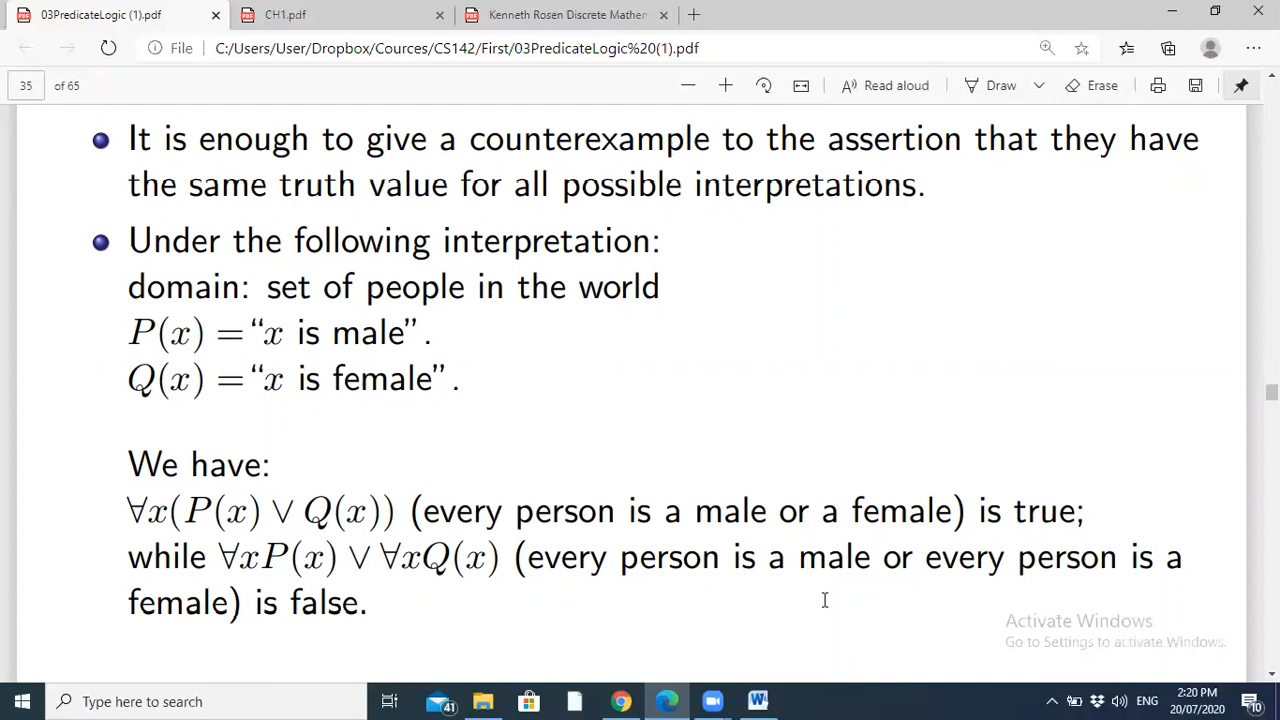 03PredicateLogic (1).pdf
CH1.pdf
Kenneth Rosen Discrete Mathem
File
C:/Users/User/Dropbox/Cources/CS142/First/03PredicateLogic%20(1).pdf
35 of 65
Read aloud
Draw
Erase
It is enough to give a counterexample to the assertion that they have
the same truth value for all possible interpretations.
Under the following interpretation:
domain: set of people in the world
P(x) =“x is male”.
Q(x) =“x is female”.
We have:
∀x(P(x) ∨ Q(x)) (every person is a male or a female) is true;
while ∀xP(x) ∨ ∀xQ(x) (every person is a male or every person is a
female) is false.
Activate Windows
Go to Settings to activate Windows.
Type here to search
41
W
ENG
2:20 PM
20/07/2020
10